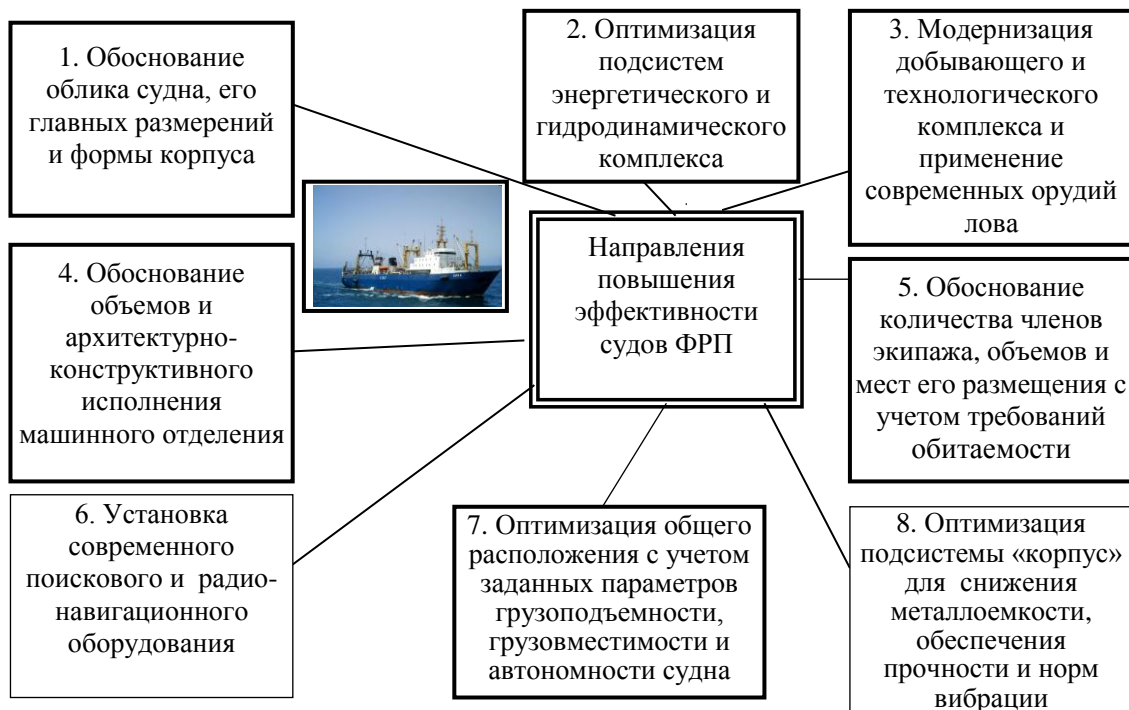 1. Обоснование
облика судна, его
главных размерений
и формы корпуса
2. Оптимизация
подсистем
энергетического и
гидродинамического
комплекса
3. Модернизация
добывающего и
технологического
комплекса и
применение
современных орудий
лова
Направления
повышения
эффективности
судов ФРП
4. Обоснование
объемов и
архитектурно-
конструктивного
исполнения
машинного отделения
5. Обоснование
количества членов
экипажа, объемов и
мест его размещения с
учетом требований
обитаемости
6. Установка
современного
поискового и радио-
навигационного
оборудования
7. Оптимизация общего
расположения с учетом
заданных параметров
грузоподъемности,
грузовместимости и
автономности судна
8. Оптимизация
подсистемы «корпус»
для снижения
металлоемкости,
обеспечения
прочности и норм
вибрации